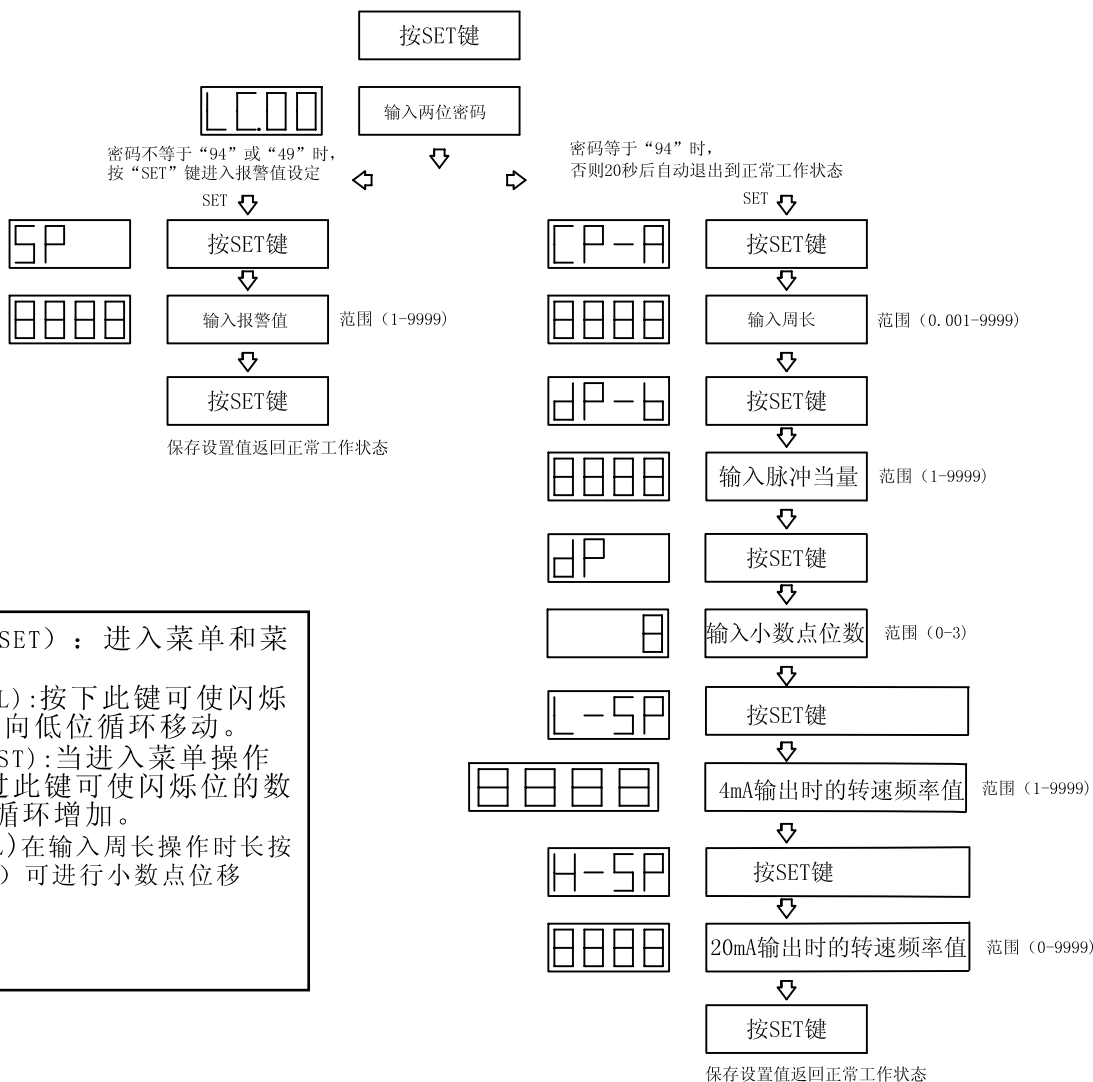 按SET键
LC.00
输入两位密码
密码不等于“94”或“49”时，
按“SET”键进入报警值设定
密码等于“94”时，
否则20秒后自动退出到正常工作状态
SET
SP
按SET键
8888
输入报警值
范围（1-9999）
按SET键
保存设置值返回正常工作状态
SET
CP-A
按SET键
8888
输入周长
范围（0.001-9999）
dP-b
按SET键
8888
输入脉冲当量
范围（1-9999）
dP
按SET键
8
输入小数点位数
范围（0-3）
L-SP
按SET键
8888
4mA输出时的转速频率值
范围（1-9999）
H-SP
按SET键
8888
20mA输出时的转速频率值
范围（0-9999）
按SET键
保存设置值返回正常工作状态
SET）：进入菜单和菜
L）:按下此键可使闪烁
向低位循环移动。
ST）:当进入菜单操作
过此键可使闪烁位的数
循环增加。
）在输入周长操作时长按
）可进行小数点位移